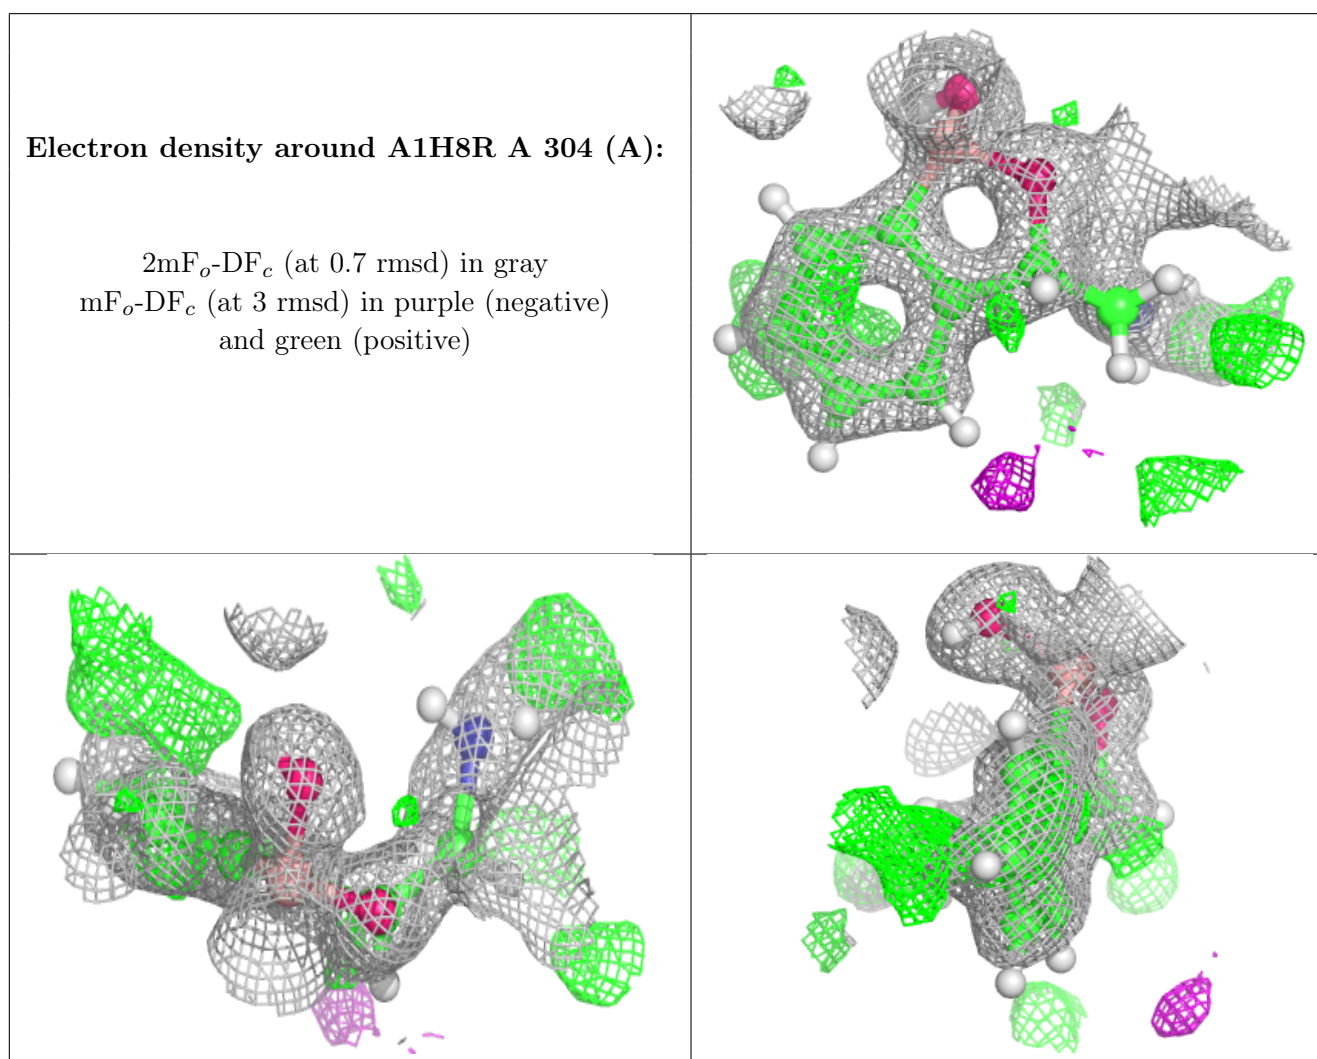 Electron density around A1H8R A 304 (A):
2mFo-DFc (at 0.7 rmsd) in gray
mFo-DFc (at 3 rmsd) in purple (negative)
and green (positive)